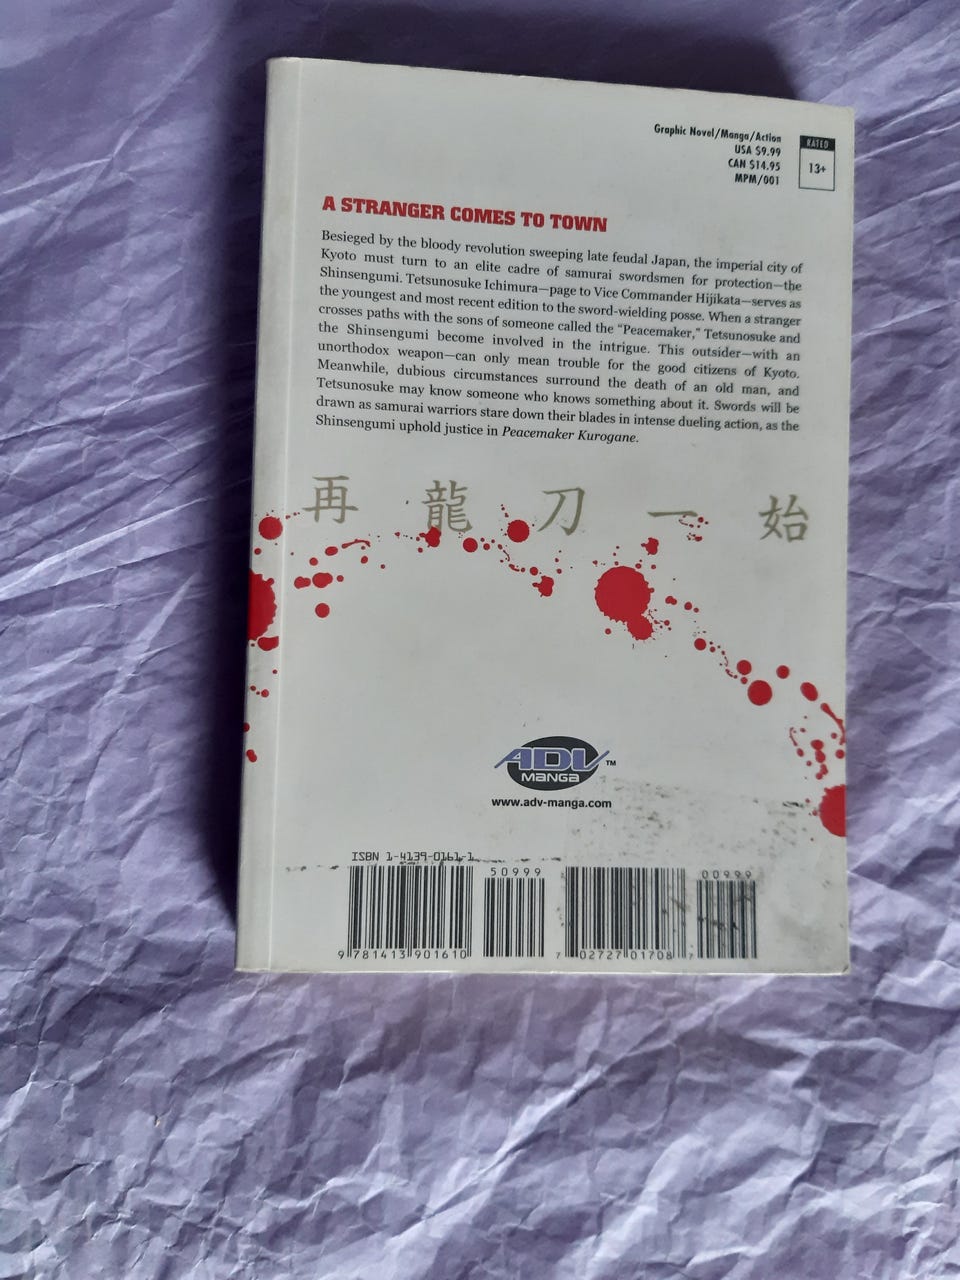 Graphic Novel/Manga/Action
USA $9.99
CAN $14.95
MPM/001
RATED
13+
A STRANGER COMES TO TOWN
Besieged by the bloody revolution sweeping late feudal Japan, the imperial city of
Kyoto must turn to an elite cadre of samurai swordsmen for protection—the
Shinsengumi. Tetsunosuke Ichimura—page to Vice Commander Hijikata—serves as
the youngest and most recent edition to the sword-wielding posse. When a stranger
crosses paths with the sons of someone called the “Peacemaker,” Tetsunosuke and
the Shinsengumi become involved in the intrigue. This outsider—with an
unorthodox weapon—can only mean trouble for the good citizens of Kyoto.
Meanwhile, dubious circumstances surround the death of an old man, and
Tetsunosuke may know someone who knows something about it. Swords will be
drawn as samurai warriors stare down their blades in intense dueling action, as the
Shinsengumi uphold justice in Peacemaker Kurogane.
再 龍 刀 一 始
ADV™
MANGA
www.adv-manga.com
ISBN 1-4139-0161-1
50999
00999
9 781413 901610
7 02727 01708 7